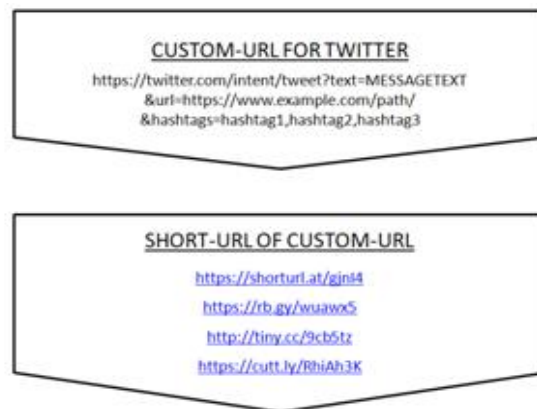 CUSTOM-URL FOR TWITTER
https://twitter.com/intent/tweet?text=MESSAGETEXT
&url=https://www.example.com/path/
&hashtags=hashtag1,hashtag2,hashtag3
SHORT-URL OF CUSTOM-URL
https://shorturl.at/gjnI4
https://rb.gy/wuawx5
http://tiny.cc/9cb5tz
https://cutt.ly/RhiAh3K